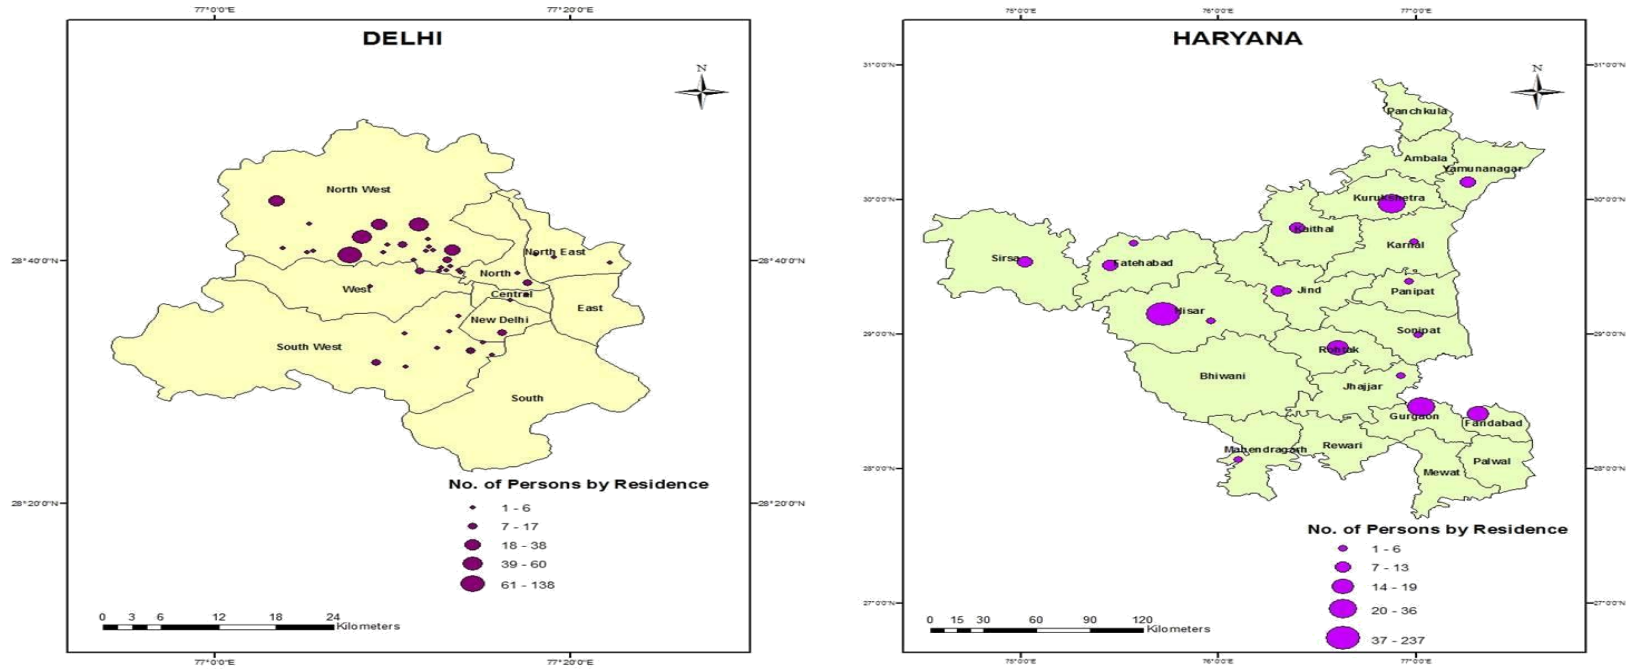 77°0'0"E 77°20'0"E
DELHI
N
North West
28°40'0"N 28°40'0"N
North East
North
West
Central
East
New Delhi
South West
South
No. of Persons by Residence
28°20'0"N 28°20'0"N
1 - 6
7 - 17
18 - 38
39 - 60
61 - 138
0 3 6 12 18 24
Kilometers
77°0'0"E 77°20'0"E
75°0'0"E 76°0'0"E 77°0'0"E
HARYANA
31°0'0"N 31°0'0"N
N
Panchkula
Ambala
Yamunanagar
30°0'0"N 30°0'0"N
Kurukshetra
Kaithal
Karnal
Sirsa
Fatehabad
Jind
Panipat
Hisar
29°0'0"N 29°0'0"N
Sonipat
Rohtak
Bhiwani
Jhajjar
Gurgaon
Faridabad
Mahendragarh
Rewari
Palwal
28°0'0"N 28°0'0"N
Mewat
No. of Persons by Residence
1 - 6
7 - 13
14 - 19
27°0'0"N 27°0'0"N
20 - 36
37 - 237
0 15 30 60 90 120
Kilometers
75°0'0"E 76°0'0"E 77°0'0"E